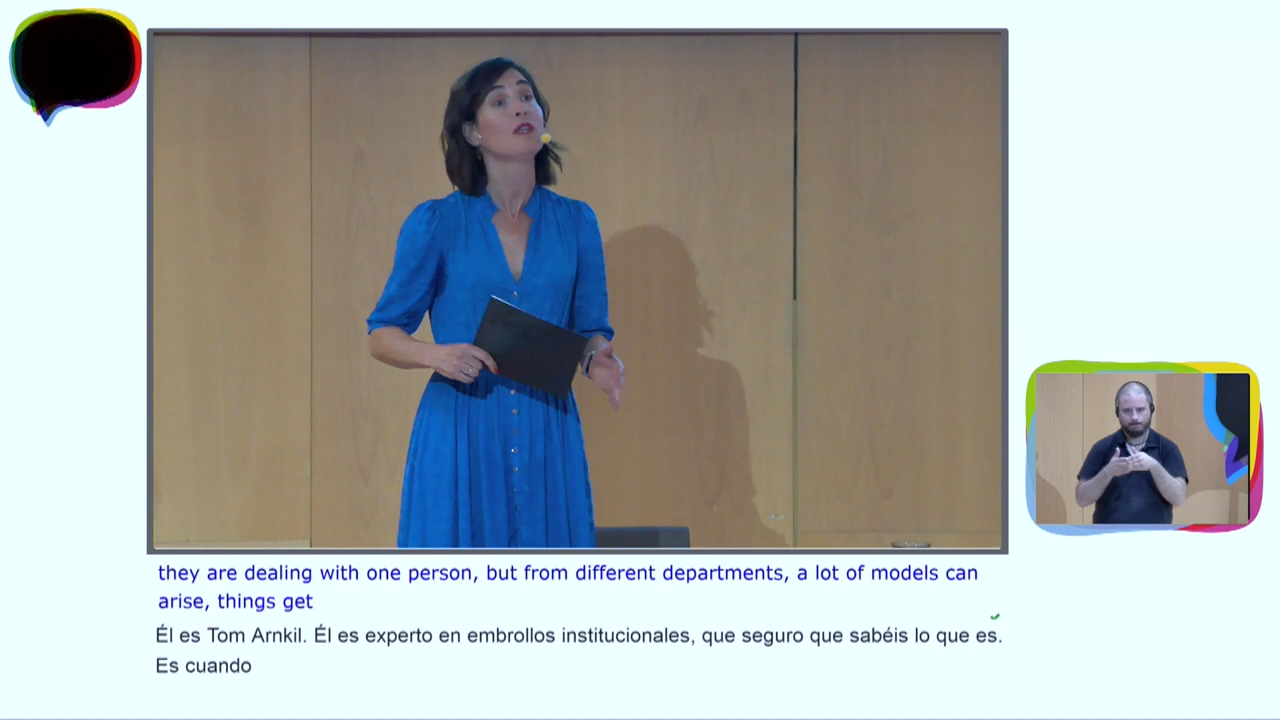 they are dealing with one person, but from different departments, a lot of models can
arise, things get
Él es Tom Arnkil. Él es experto en embrollos institucionales, que seguro que sabéis lo que es.
Es cuando